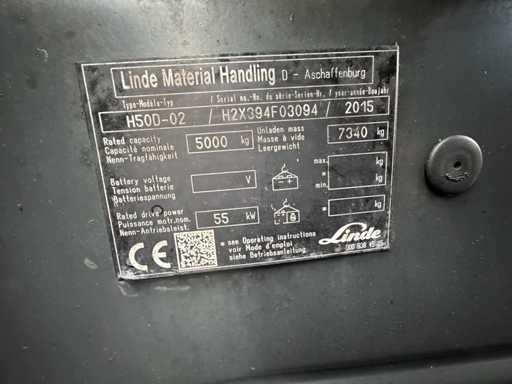 Linde Material Handling D - Aschaffenburg
Type-Modèle-Typ / Serial no.-No. de série-Serien-Nr. / year-année-Baujahr
H50D-02 / H2X394F03094 / 2015
Rated capacity
Capacité nominale
Nenn-Tragfähigkeit
5000 kg
Unladen mass
Masse à vide
Leergewicht
7340 kg
Battery voltage
Tension batterie
Batteriespannung
V
max.
* kg
min.
* kg
Rated drive power
Puissance motr.nom.
Nenn-Antriebsleist.
55 kW
* kg
CE
* see Operating instructions
voir Mode d'emploi
siehe Betriebsanleitung
Linde